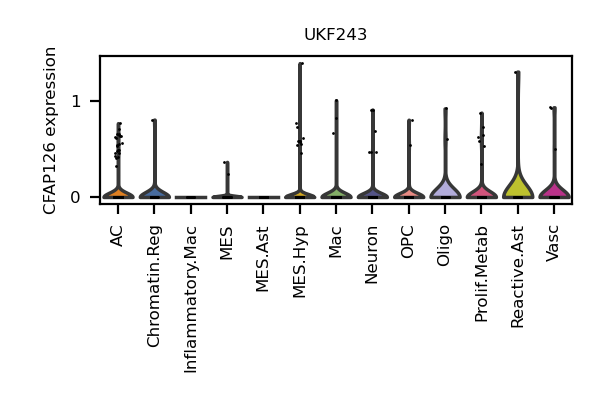 UKF243
CFAP126 expression
1
0
AC
Chromatin.Reg
Inflammatory.Mac
MES
MES.Ast
MES.Hyp
Mac
Neuron
OPC
Oligo
Prolif.Metab
Reactive.Ast
Vasc